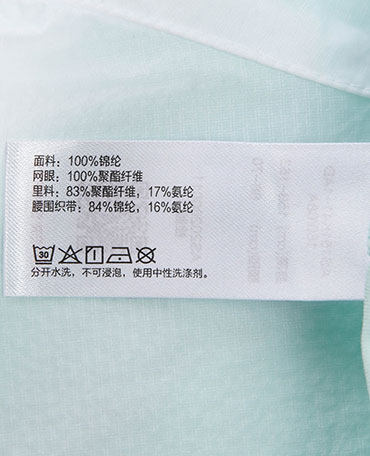 面料：100%锦纶
网眼：100%聚酯纤维
里料：83%聚酯纤维，17%氨纶
腰围织带：84%锦纶，16%氨纶
30
分开水洗，不可浸泡，使用中性洗涤剂。